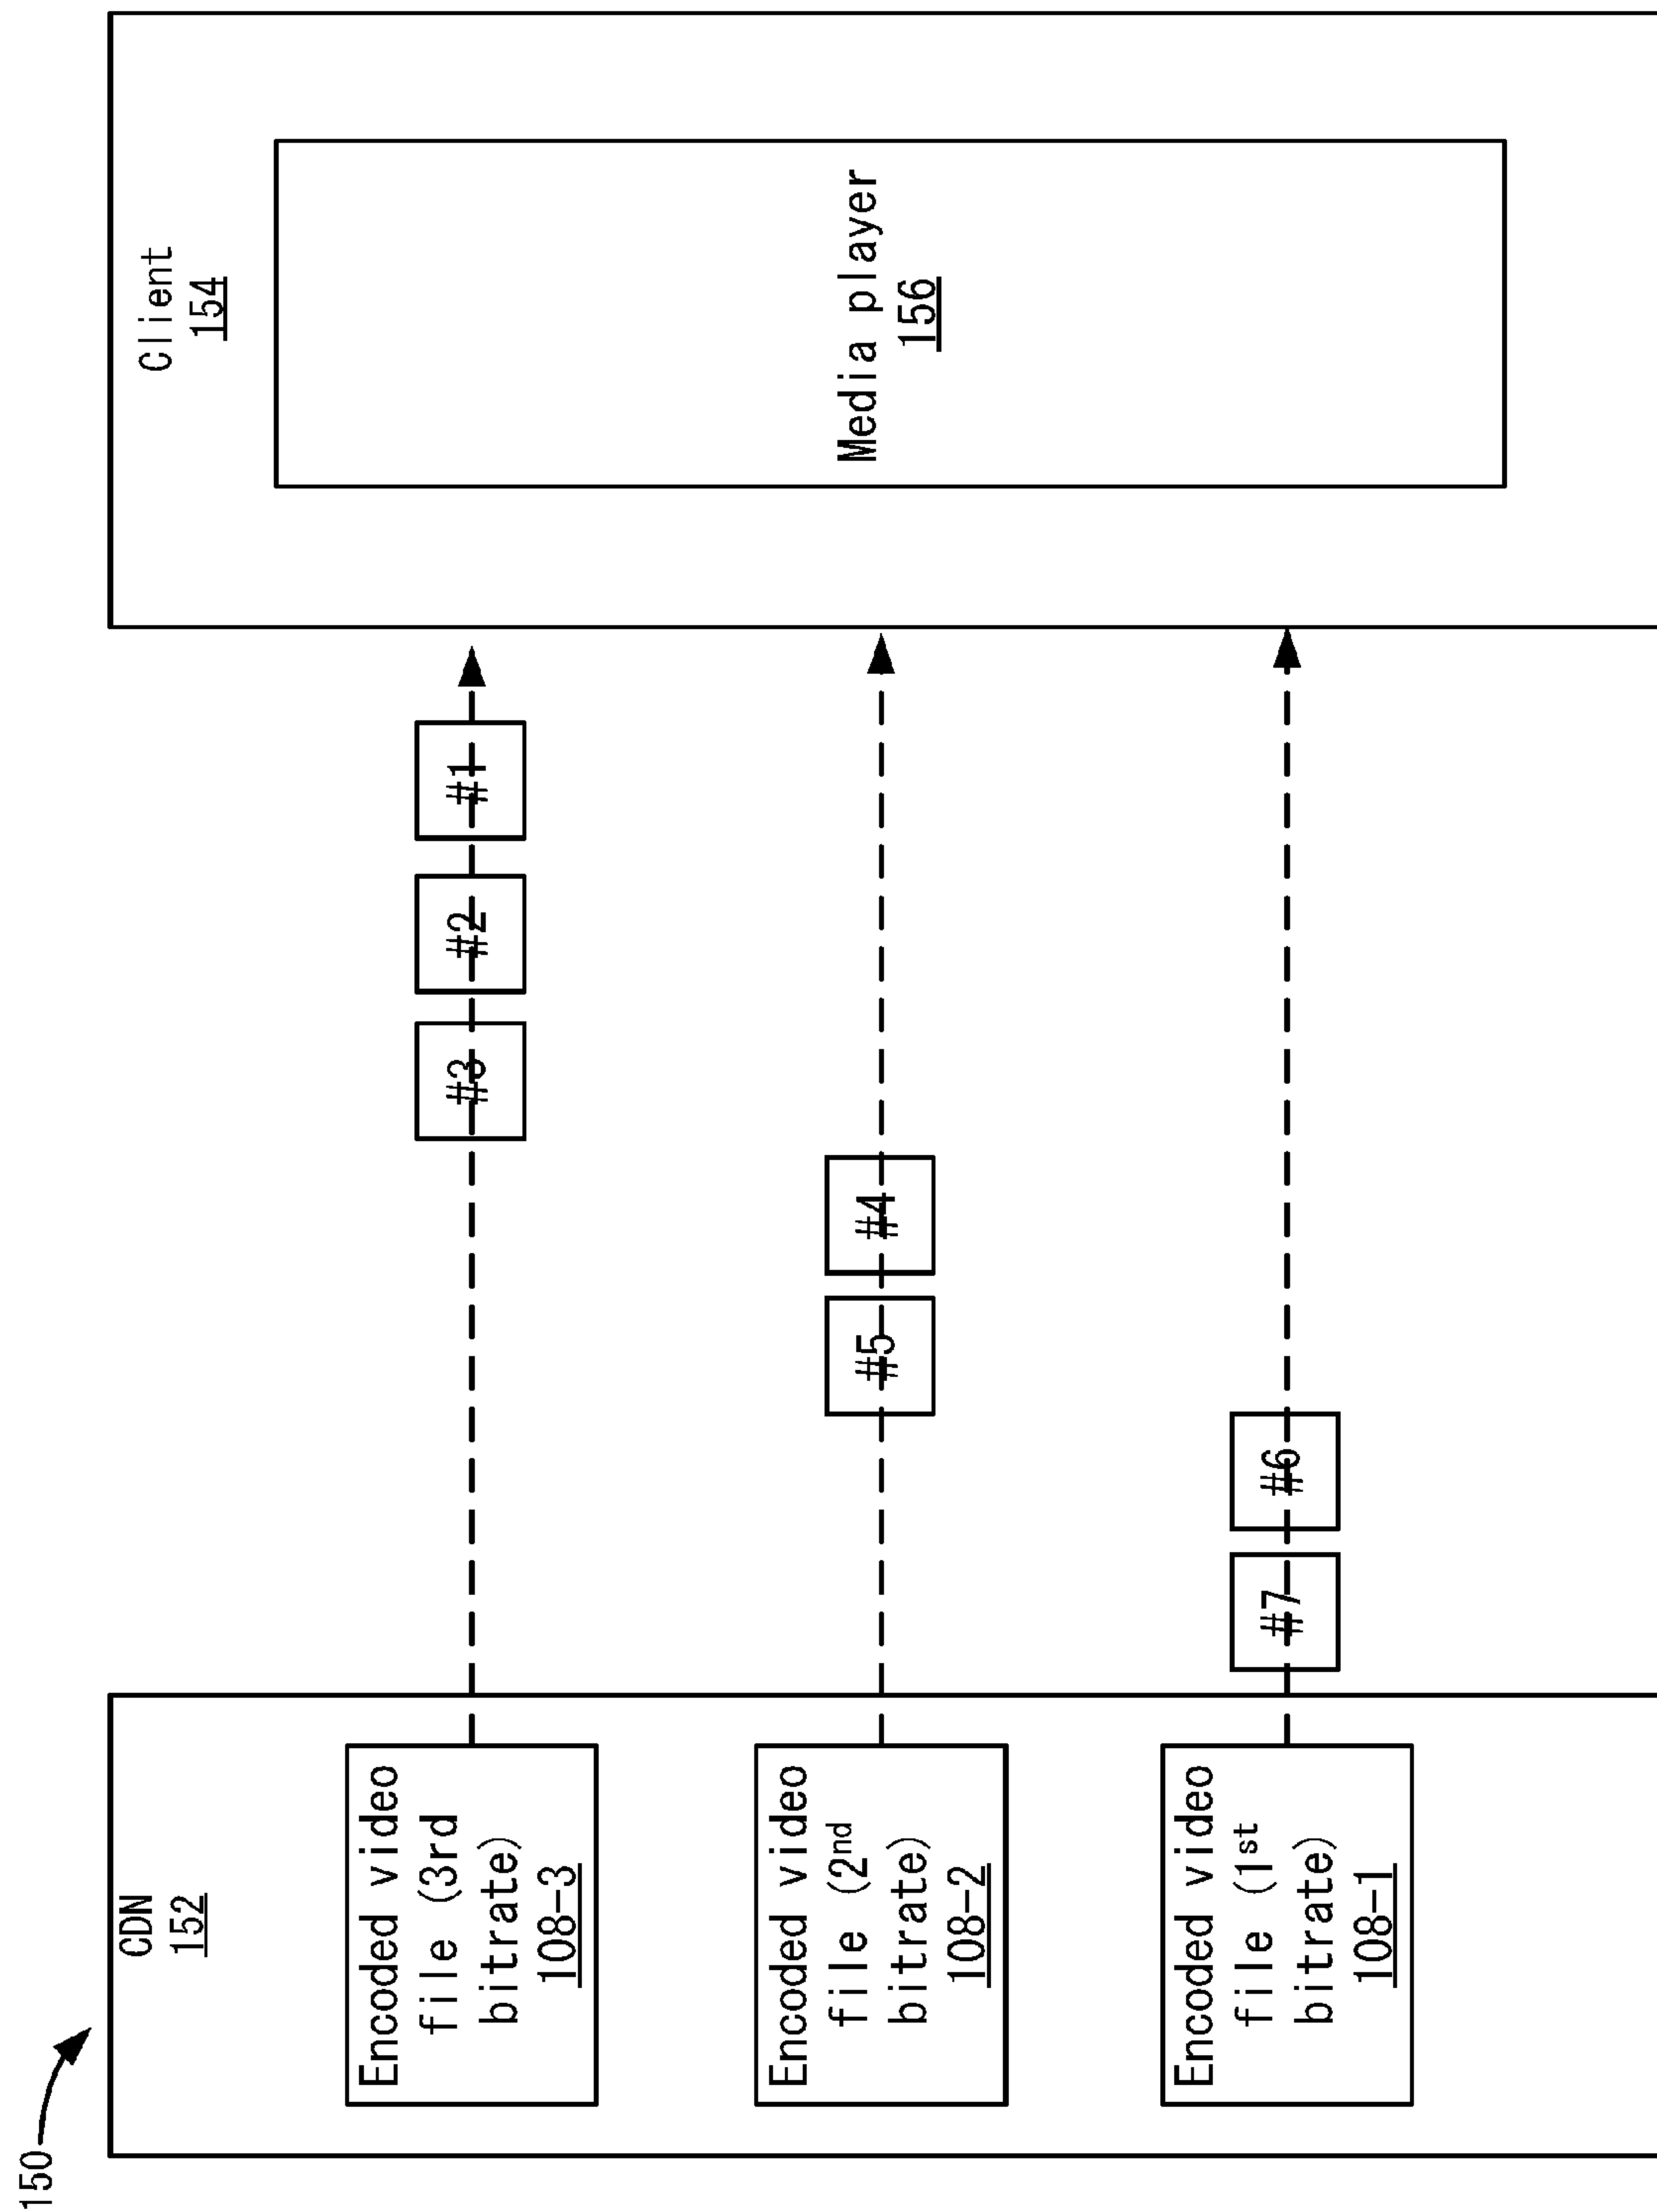 150
CDN
152
Encoded video
file (3rd
bitrate)
108-3
Encoded video
file (2nd
bitrate)
108-2
Encoded video
file (1st
bitrate)
108-1
#3
#2
#1
#5
#4
#7
#6
Client
154
Media player
156